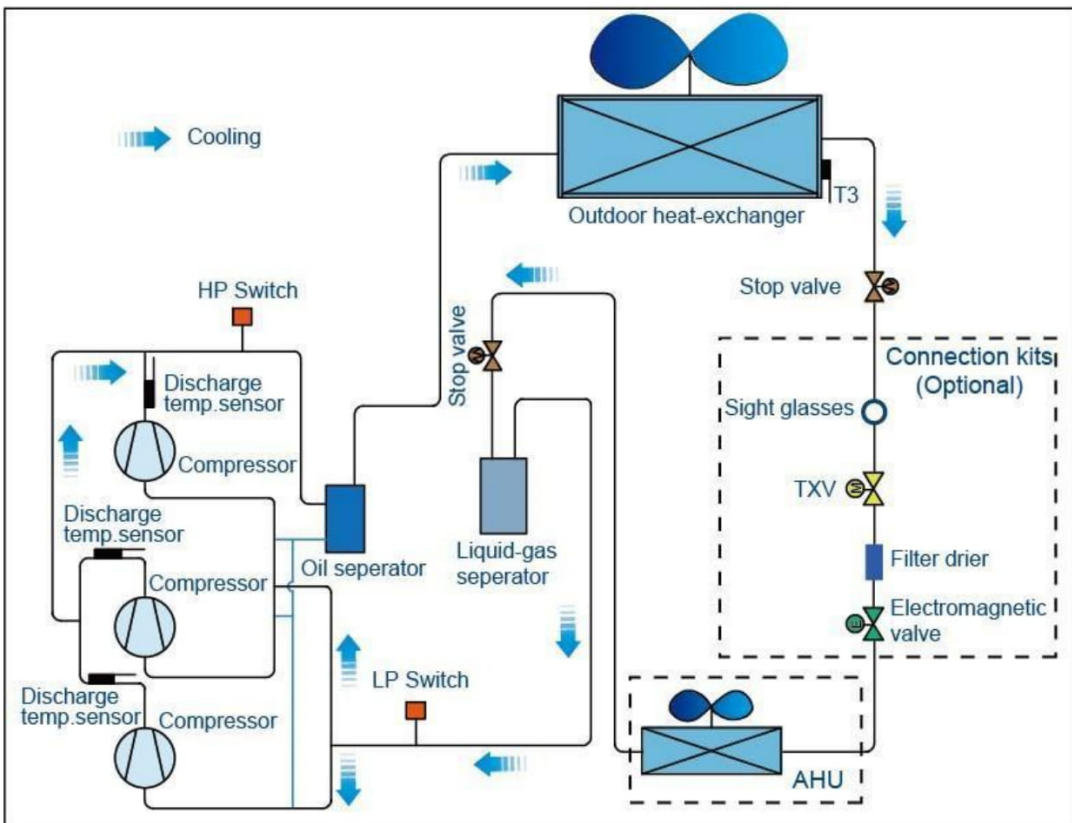 Cooling
T3
Outdoor heat-exchanger
Stop valve
HP Switch
Stop valve
Connection kits
(Optional)
Discharge
temp.sensor
Sight glasses
Compressor
TXV
Discharge
temp.sensor
Oil seperator
Liquid-gas
seperator
Filter drier
Compressor
Electromagnetic
valve
LP Switch
Discharge
temp.sensor
Compressor
AHU
M
M
M
E